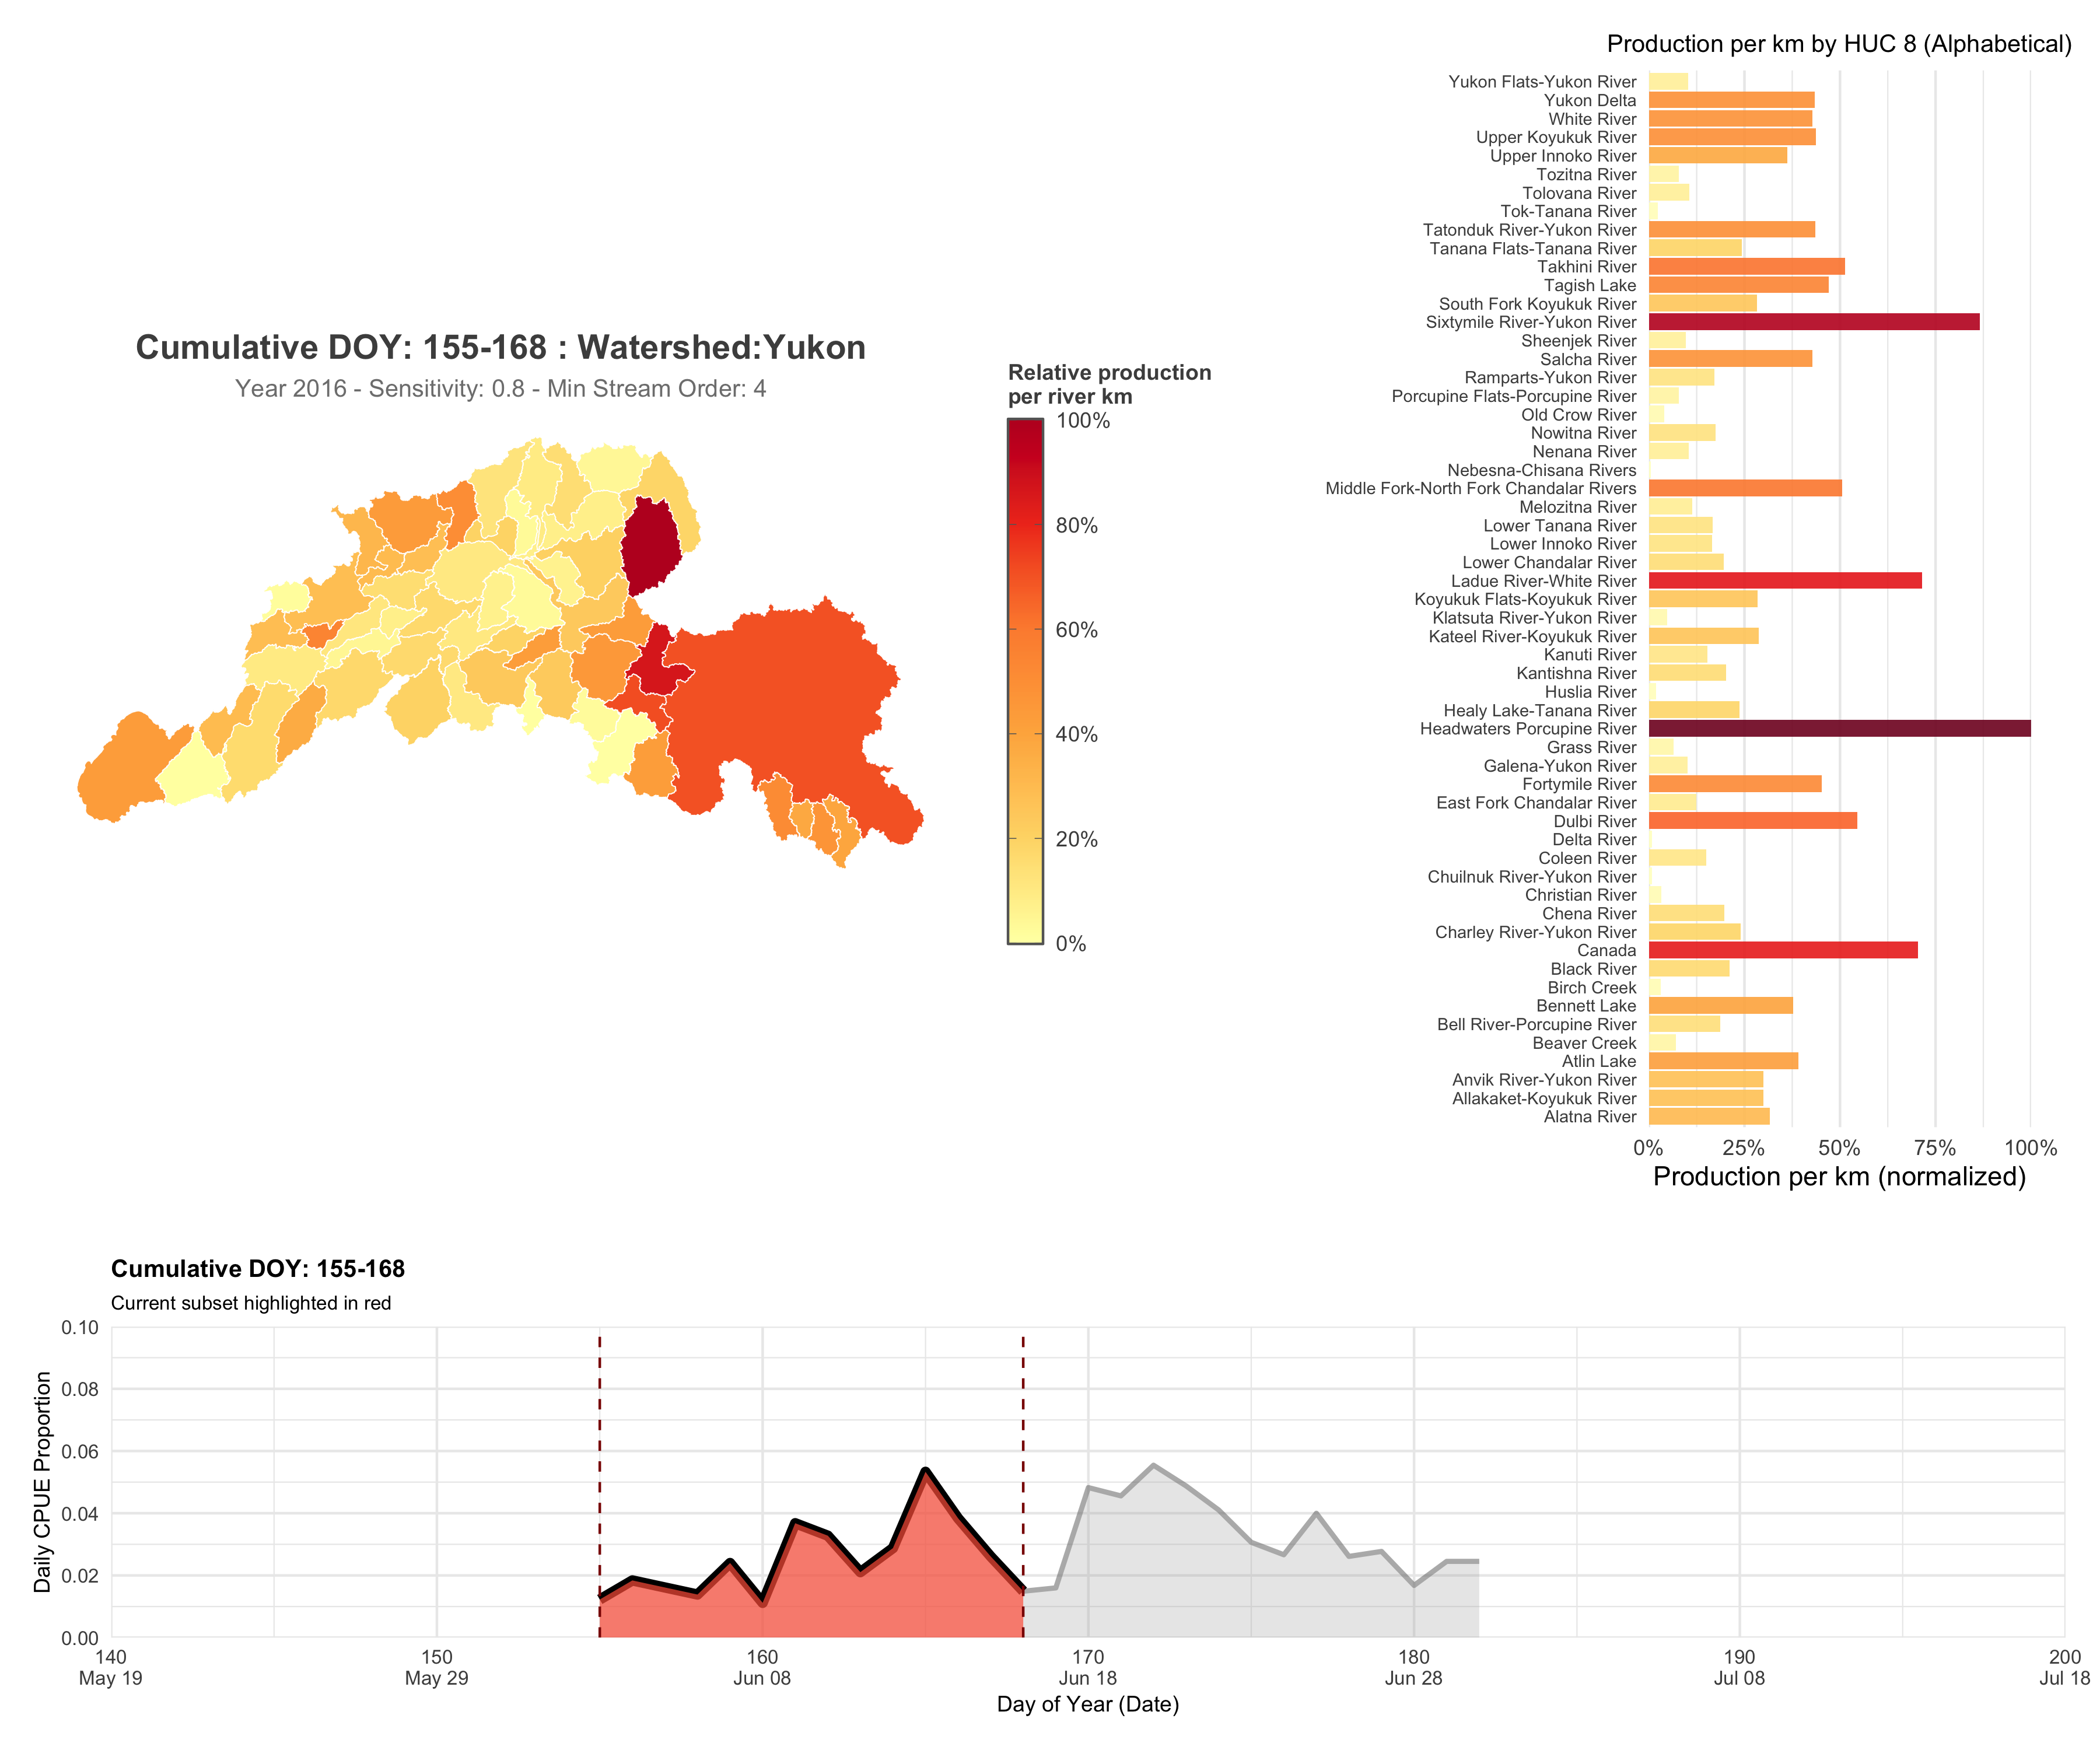 Production per km by HUC 8 (Alphabetical)
Yukon Flats-Yukon River
Yukon Delta
White River
Upper Koyukuk River
Upper Innoko River
Tozitna River
Tolovana River
Tok-Tanana River
Tatonduk River-Yukon River
Tanana Flats-Tanana River
Takhini River
Tagish Lake
South Fork Koyukuk River
Sixtymile River-Yukon River
Sheenjek River
Salcha River
Ramparts-Yukon River
Porcupine Flats-Porcupine River
Old Crow River
Nowitna River
Nenana River
Nebesna-Chisana Rivers
Middle Fork-North Fork Chandalar Rivers
Melozitna River
Lower Tanana River
Lower Innoko River
Lower Chandalar River
Ladue River-White River
Koyukuk Flats-Koyukuk River
Klatsuta River-Yukon River
Kateel River-Koyukuk River
Kanuti River
Kantishna River
Huslia River
Healy Lake-Tanana River
Headwaters Porcupine River
Grass River
Galena-Yukon River
Fortymile River
East Fork Chandalar River
Dulbi River
Delta River
Coleen River
Chuilnuk River-Yukon River
Christian River
Chena River
Charley River-Yukon River
Canada
Black River
Birch Creek
Bennett Lake
Bell River-Porcupine River
Beaver Creek
Atlin Lake
Anvik River-Yukon River
Allakaket-Koyukuk River
Alatna River
0% 25% 50% 75% 100%
Production per km (normalized)
Cumulative DOY: 155-168 : Watershed:Yukon
Year 2016 - Sensitivity: 0.8 - Min Stream Order: 4
Relative production
per river km
100%
80%
60%
40%
20%
0%
Cumulative DOY: 155-168
Current subset highlighted in red
Daily CPUE Proportion
0.10
0.08
0.06
0.04
0.02
0.00
140 150 160 170 180 190 200
May 19 May 29 Jun 08 Jun 18 Jun 28 Jul 08 Jul 18
Day of Year (Date)